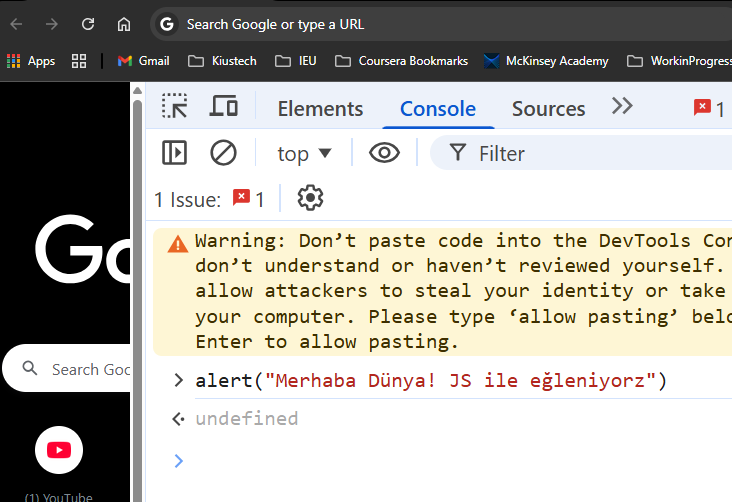 Search Google or type a URL
Apps Gmail Kiustech IEU Coursera Bookmarks McKinsey Academy WorkinProgress
Elements Console Sources 1
top Filter
1 Issue: 1
Go
Warning: Don’t paste code into the DevTools Con
don’t understand or haven’t reviewed yourself.
allow attackers to steal your identity or take
your computer. Please type ‘allow pasting’ belo
Enter to allow pasting.
Search Goo
alert("Merhaba Dünya! JS ile eğleniyorz")
undefined
(1) YouTube